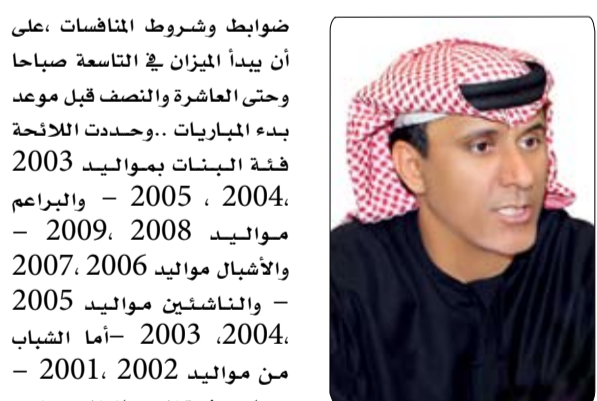 ضوابط وشروط المنافسات ،على
أن يبدأ الميزان في التاسعة صباحا
وحتى العاشرة والنصف قبل موعد
بدء المباريات ..وحددت اللائحة
فئة البنات بمواليد 2003
،2004 ، 2005 – والبراعم
مواليد 2008 ،2009 –
والأشبال مواليد 2006 ،2007
– والناشئين مواليد 2005
،2004، 2003 –أما الشباب
من مواليد 2002 ،2001 –